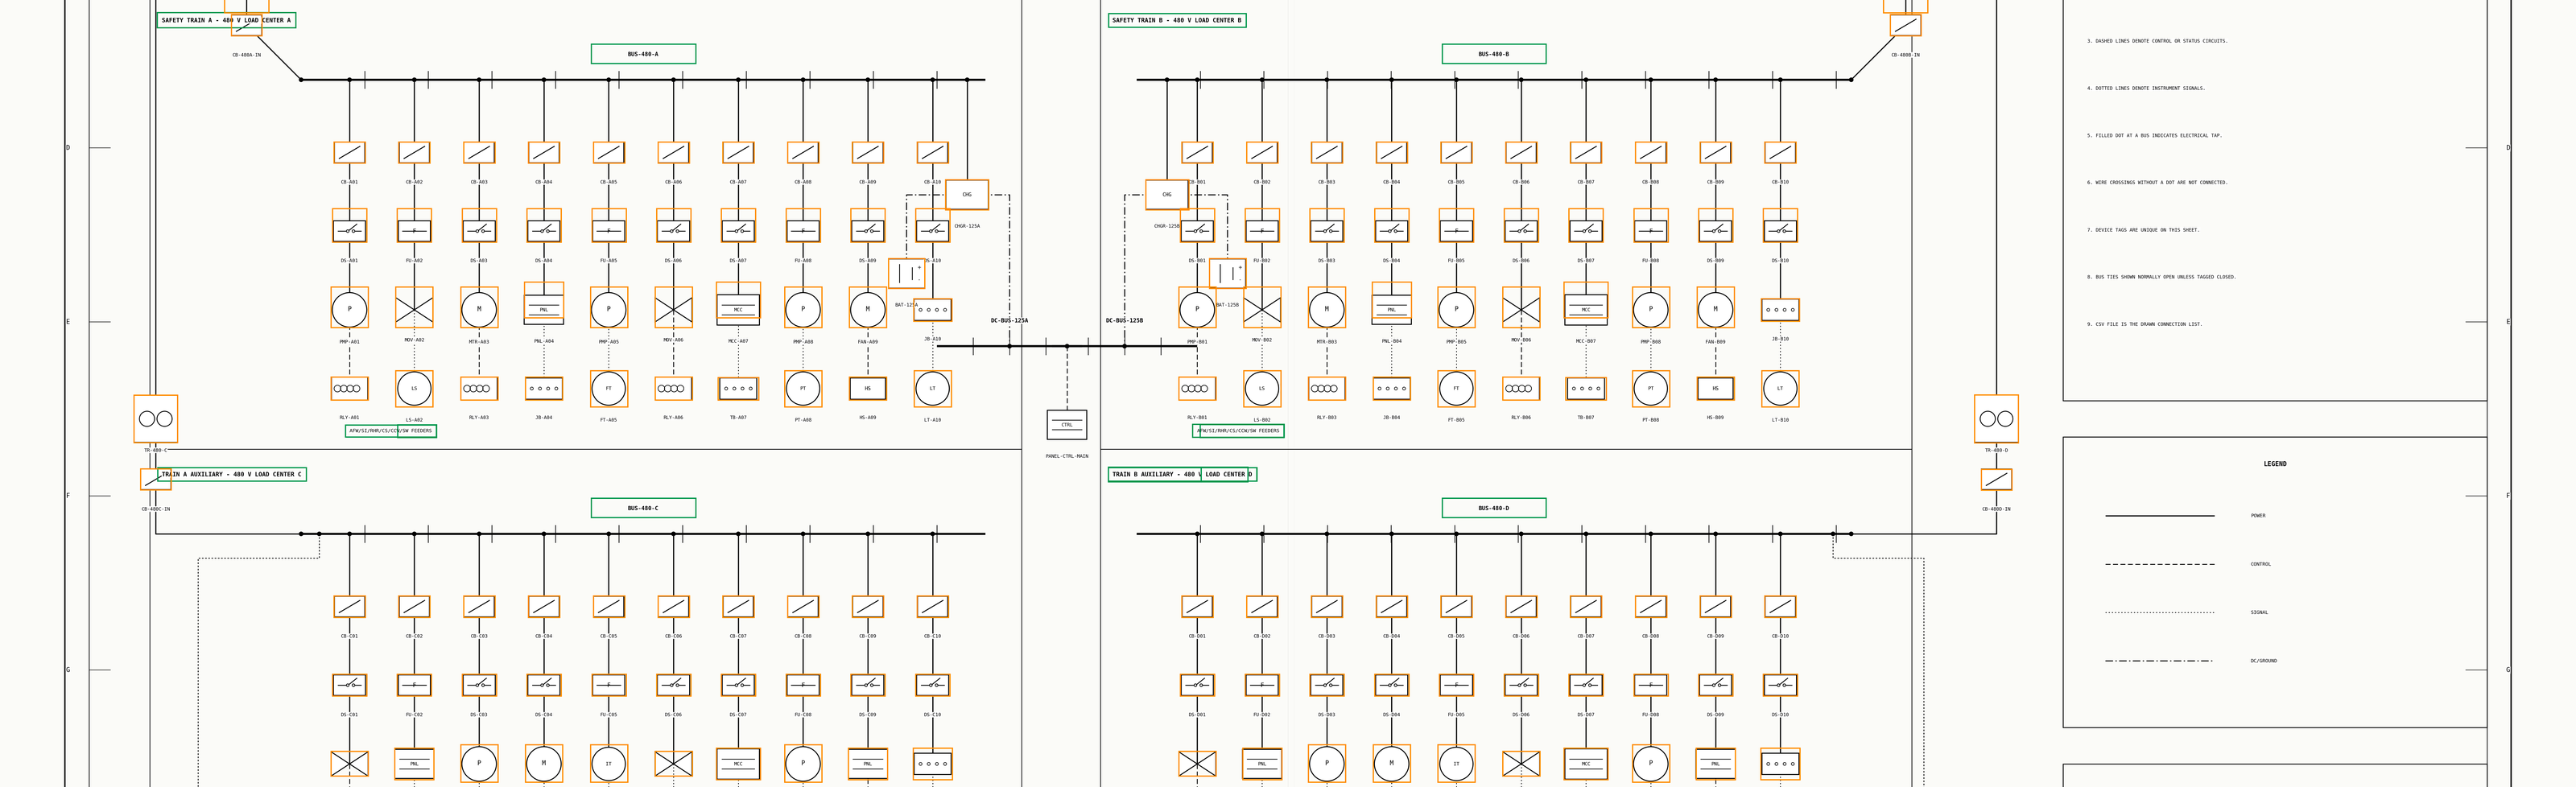 SAFETY TRAIN A - 480 V LOAD CENTER A
SAFETY TRAIN B - 480 V LOAD CENTER B
CB-480A-IN
BUS-480-A
BUS-480-B
CB-480B-IN
3. DASHED LINES DENOTE CONTROL OR STATUS CIRCUITS.
4. DOTTED LINES DENOTE INSTRUMENT SIGNALS.
5. FILLED DOT AT A BUS INDICATES ELECTRICAL TAP.
6. WIRE CROSSINGS WITHOUT A DOT ARE NOT CONNECTED.
7. DEVICE TAGS ARE UNIQUE ON THIS SHEET.
8. BUS TIES SHOWN NORMALLY OPEN UNLESS TAGGED CLOSED.
9. CSV FILE IS THE DRAWN CONNECTION LIST.
D
D
CB-A01 CB-A02 CB-A03 CB-A04 CB-A05 CB-A06 CB-A07 CB-A08 CB-A09 CB-A10
CB-B01 CB-B02 CB-B03 CB-B04 CB-B05 CB-B06 CB-B07 CB-B08 CB-B09 CB-B10
CHG
CHG
CHGR-125A
CHGR-125B
F F F
F F F
DS-A01 FU-A02 DS-A03 DS-A04 FU-A05 DS-A06 DS-A07 FU-A08 DS-A09 DS-A10
DS-B01 FU-B02 DS-B03 DS-B04 FU-B05 DS-B06 DS-B07 FU-B08 DS-B09 DS-B10
+
-
+
-
BAT-125A
BAT-125B
P M PNL P MCC P M
P M PNL P MCC P M
E
E
DC-BUS-125A
DC-BUS-125B
PMP-A01 MOV-A02 MTR-A03 PNL-A04 PMP-A05 MOV-A06 MCC-A07 PMP-A08 FAN-A09 JB-A10
PMP-B01 MOV-B02 MTR-B03 PNL-B04 PMP-B05 MOV-B06 MCC-B07 PMP-B08 FAN-B09 JB-B10
LS FT PT HS LT
LS FT PT HS LT
RLY-A01 LS-A02 RLY-A03 JB-A04 FT-A05 RLY-A06 TB-A07 PT-A08 HS-A09 LT-A10
RLY-B01 LS-B02 RLY-B03 JB-B04 FT-B05 RLY-B06 TB-B07 PT-B08 HS-B09 LT-B10
AFW/SI/RHR/CS/CCW/SW FEEDERS
AFW/SI/RHR/CS/CCW/SW FEEDERS
CTRL
PANEL-CTRL-MAIN
TR-480-C
TR-480-D
TRAIN A AUXILIARY - 480 V LOAD CENTER C
TRAIN B AUXILIARY - 480 V LOAD CENTER D
LEGEND
F
F
CB-480C-IN
BUS-480-C
BUS-480-D
CB-480D-IN
POWER
CONTROL
SIGNAL
DC/GROUND
CB-C01 CB-C02 CB-C03 CB-C04 CB-C05 CB-C06 CB-C07 CB-C08 CB-C09 CB-C10
CB-D01 CB-D02 CB-D03 CB-D04 CB-D05 CB-D06 CB-D07 CB-D08 CB-D09 CB-D10
G
G
F F F
F F F
DS-C01 FU-C02 DS-C03 DS-C04 FU-C05 DS-C06 DS-C07 FU-C08 DS-C09 DS-C10
DS-D01 FU-D02 DS-D03 DS-D04 FU-D05 DS-D06 DS-D07 FU-D08 DS-D09 DS-D10
PNL P M IT MCC P PNL
PNL P M IT MCC P PNL